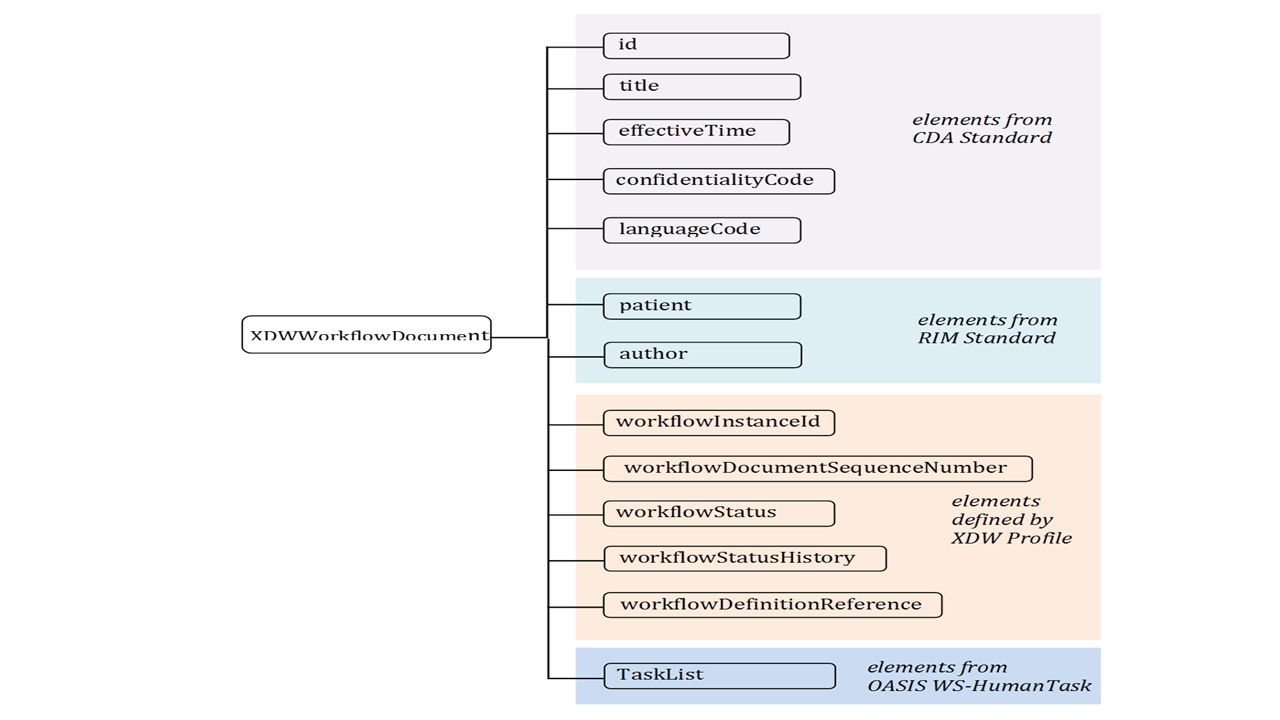 id
title
effectiveTime
confidentialityCode
languageCode
elements from
CDA Standard
XDWWorkflowDocument
patient
author
elements from
RIM Standard
workflowInstanceId
workflowDocumentSequenceNumber
workflowStatus
workflowStatusHistory
workflowDefinitionReference
elements
defined by
XDW Profile
TaskList
elements from
OASIS WS-HumanTask